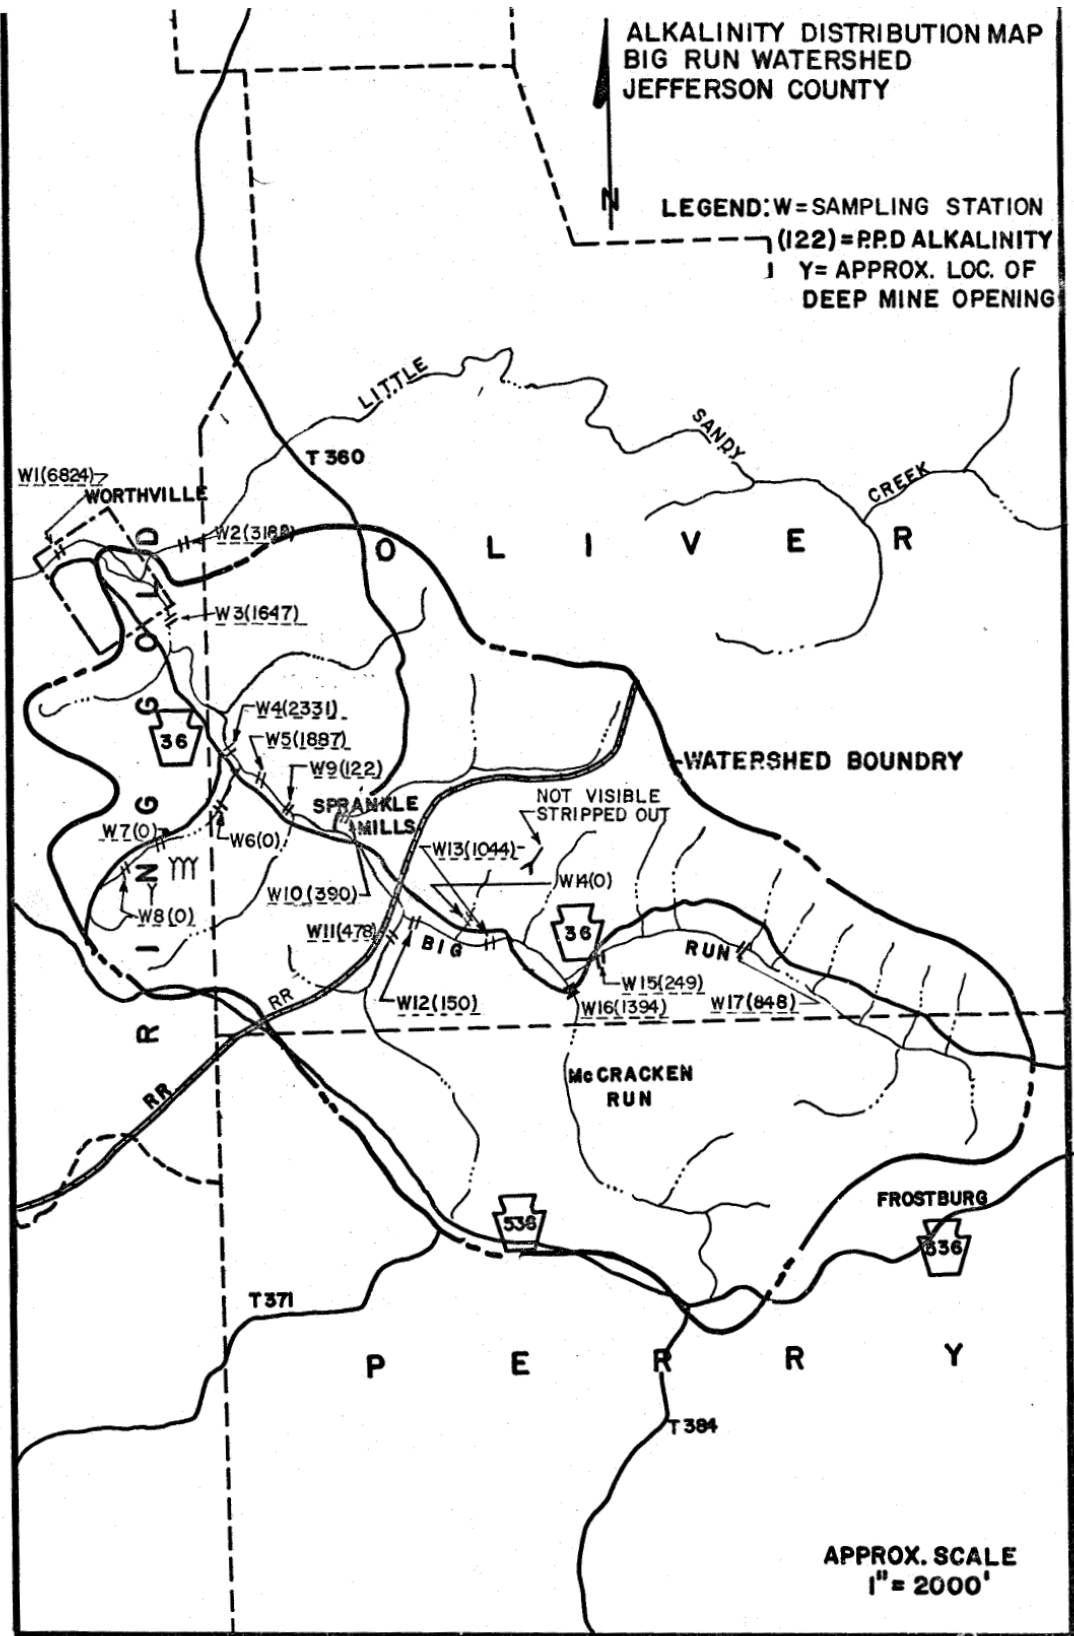 ALKALINITY DISTRIBUTION MAP
BIG RUN WATERSHED
JEFFERSON COUNTY
N
LEGEND: W=SAMPLING STATION
(122)=P.P.D ALKALINITY
Y= APPROX. LOC. OF
DEEP MINE OPENING
LITTLE
SANDY
CREEK
T 360
W1(6824)
WORTHVILLE
W2
W3(1647)
OLIVER
RINGGOLD
W4(2331)
36
W5(1887)
W9(122)
SPRANKLE
MILLS
WATERSHED BOUNDRY
NOT VISIBLE
STRIPPED OUT
W7(0)
W6(0)
W13(1044)
W14(0)
Y
W8(0)
W10(390)
W11(478)
BIG
36
RUN
W15(249)
W12(150)
W16(1394)
W17(848)
RR
RR
McCRACKEN
RUN
FROSTBURG
536
536
T371
PERRY
T384
APPROX. SCALE
1"= 2000'